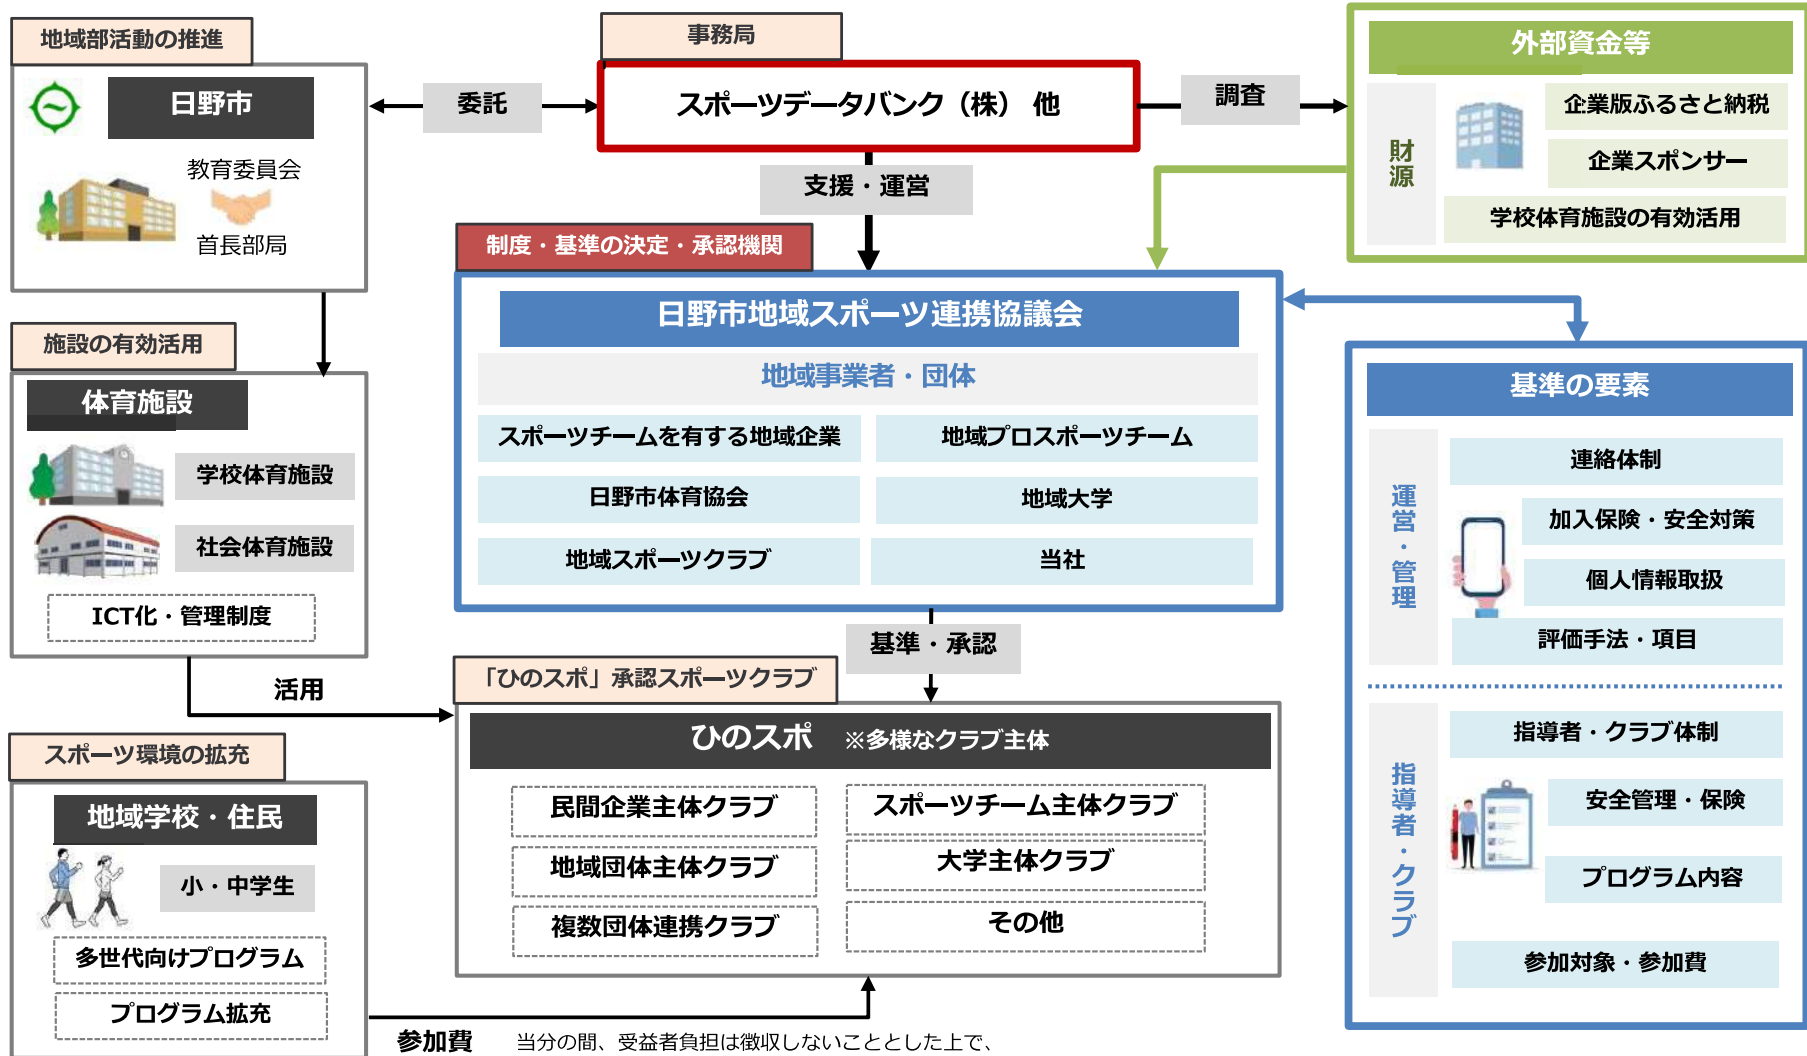 地域部活動の推進
日野市
教育委員会
首長部局
委託
事務局
スポーツデータバンク（株） 他
調査
支援・運営
外部資金等
財源
企業版ふるさと納税
企業スポンサー
学校体育施設の有効活用
制度・基準の決定・承認機関
日野市地域スポーツ連携協議会
地域事業者・団体
スポーツチームを有する地域企業
地域プロスポーツチーム
日野市体育協会
地域大学
地域スポーツクラブ
当社
施設の有効活用
体育施設
学校体育施設
社会体育施設
ICT化・管理制度
活用
基準・承認
「ひのスポ」承認スポーツクラブ
ひのスポ ※多様なクラブ主体
民間企業主体クラブ
スポーツチーム主体クラブ
地域団体主体クラブ
大学主体クラブ
複数団体連携クラブ
その他
スポーツ環境の拡充
地域学校・住民
小・中学生
多世代向けプログラム
プログラム拡充
参加費 当分の間、受益者負担は徴収しないこととした上で、
基準の要素
運営・管理
連絡体制
加入保険・安全対策
個人情報取扱
評価手法・項目
指導者・クラブ
指導者・クラブ体制
安全管理・保険
プログラム内容
参加対象・参加費